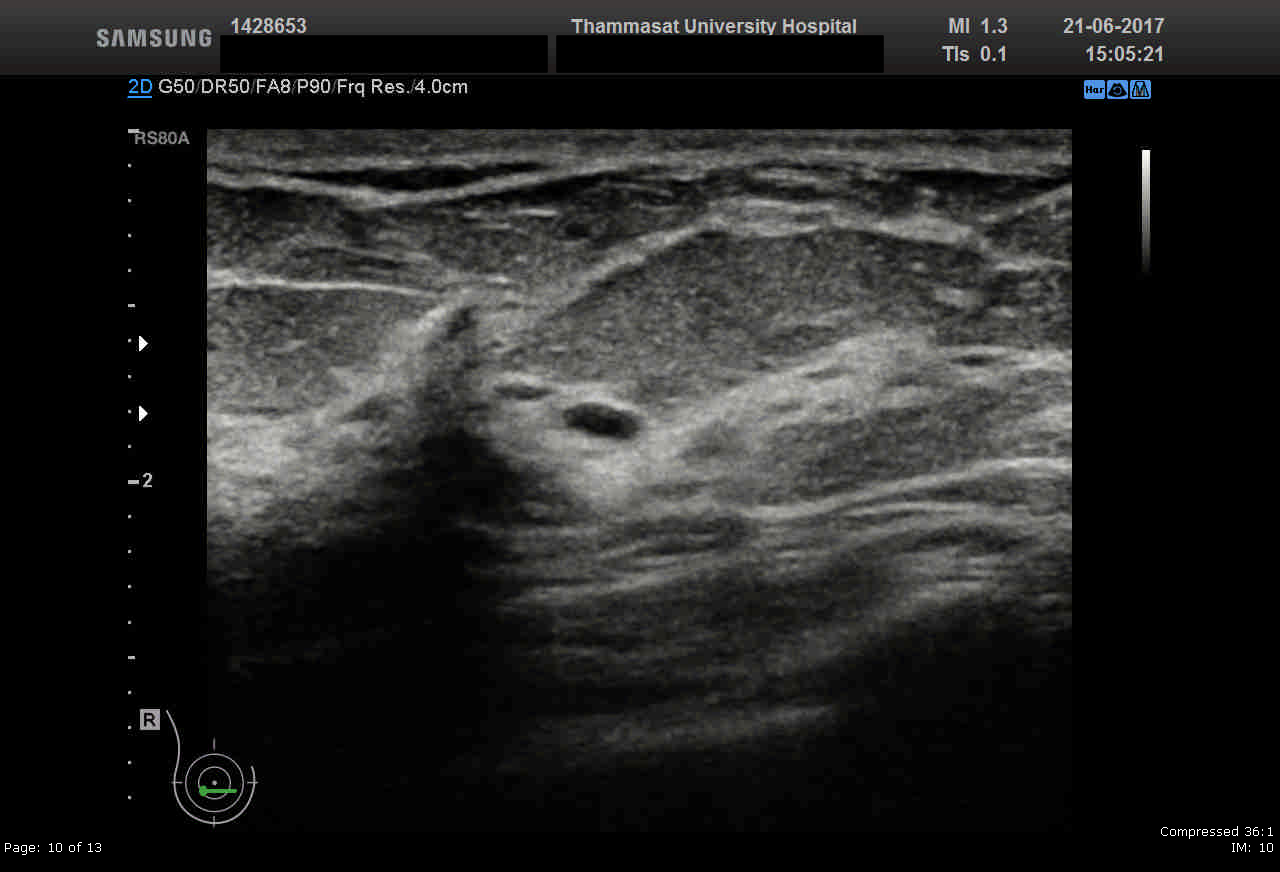 SAMSUNG
1428653
Thammasat University Hospital
MI 1.3
21-06-2017
TIs 0.1
15:05:21
2D G50/DR50/FA8/P90/Frq Res./4.0cm
Har
M
RS80A
2
R
Compressed 36:1
Page: 10 of 13
IM: 10